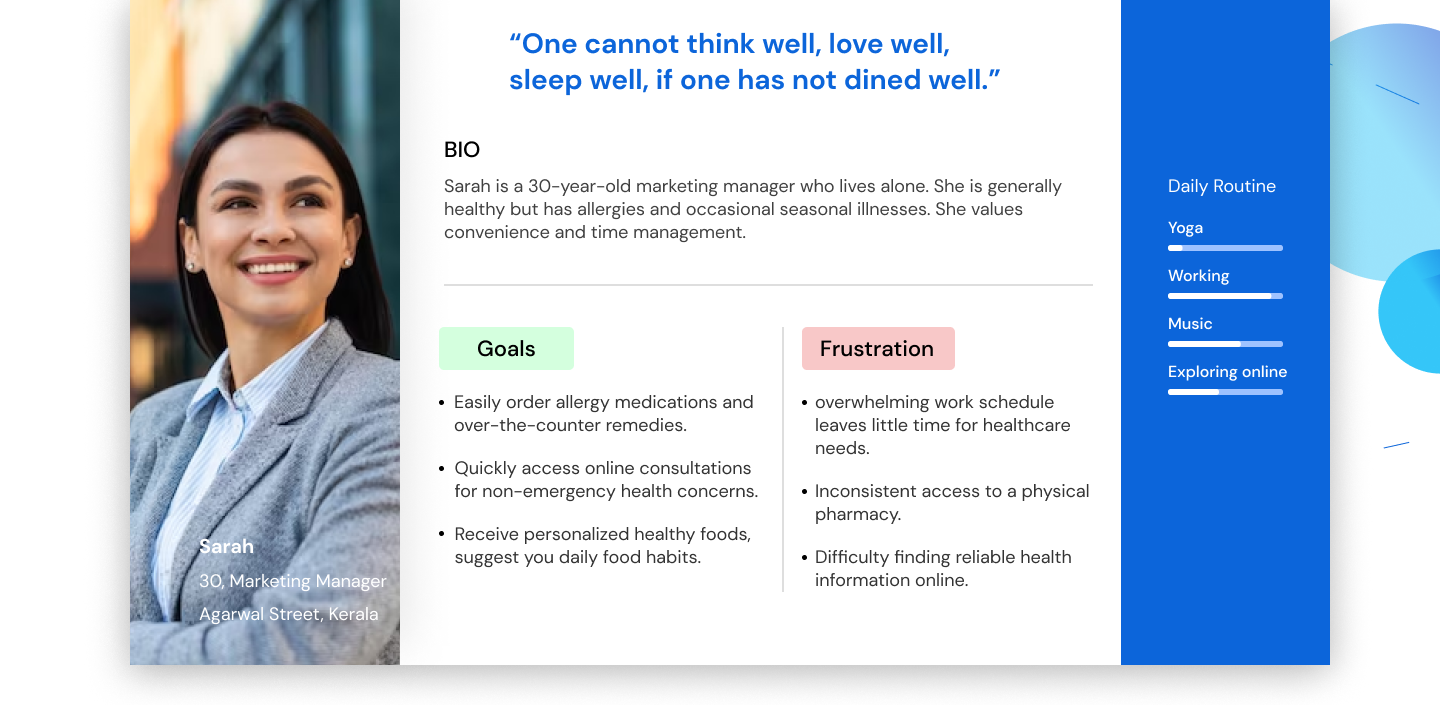 “One cannot think well, love well,
sleep well, if one has not dined well.”
BIO
Sarah is a 30-year-old marketing manager who lives alone. She is generally
healthy but has allergies and occasional seasonal illnesses. She values
convenience and time management.
Goals
• Easily order allergy medications and
over-the-counter remedies.
• Quickly access online consultations
for non-emergency health concerns.
• Receive personalized healthy foods,
suggest you daily food habits.
Frustration
• overwhelming work schedule
leaves little time for healthcare
needs.
• Inconsistent access to a physical
pharmacy.
• Difficulty finding reliable health
information online.
Sarah
30, Marketing Manager
Agarwal Street, Kerala
Daily Routine
Yoga
Working
Music
Exploring online